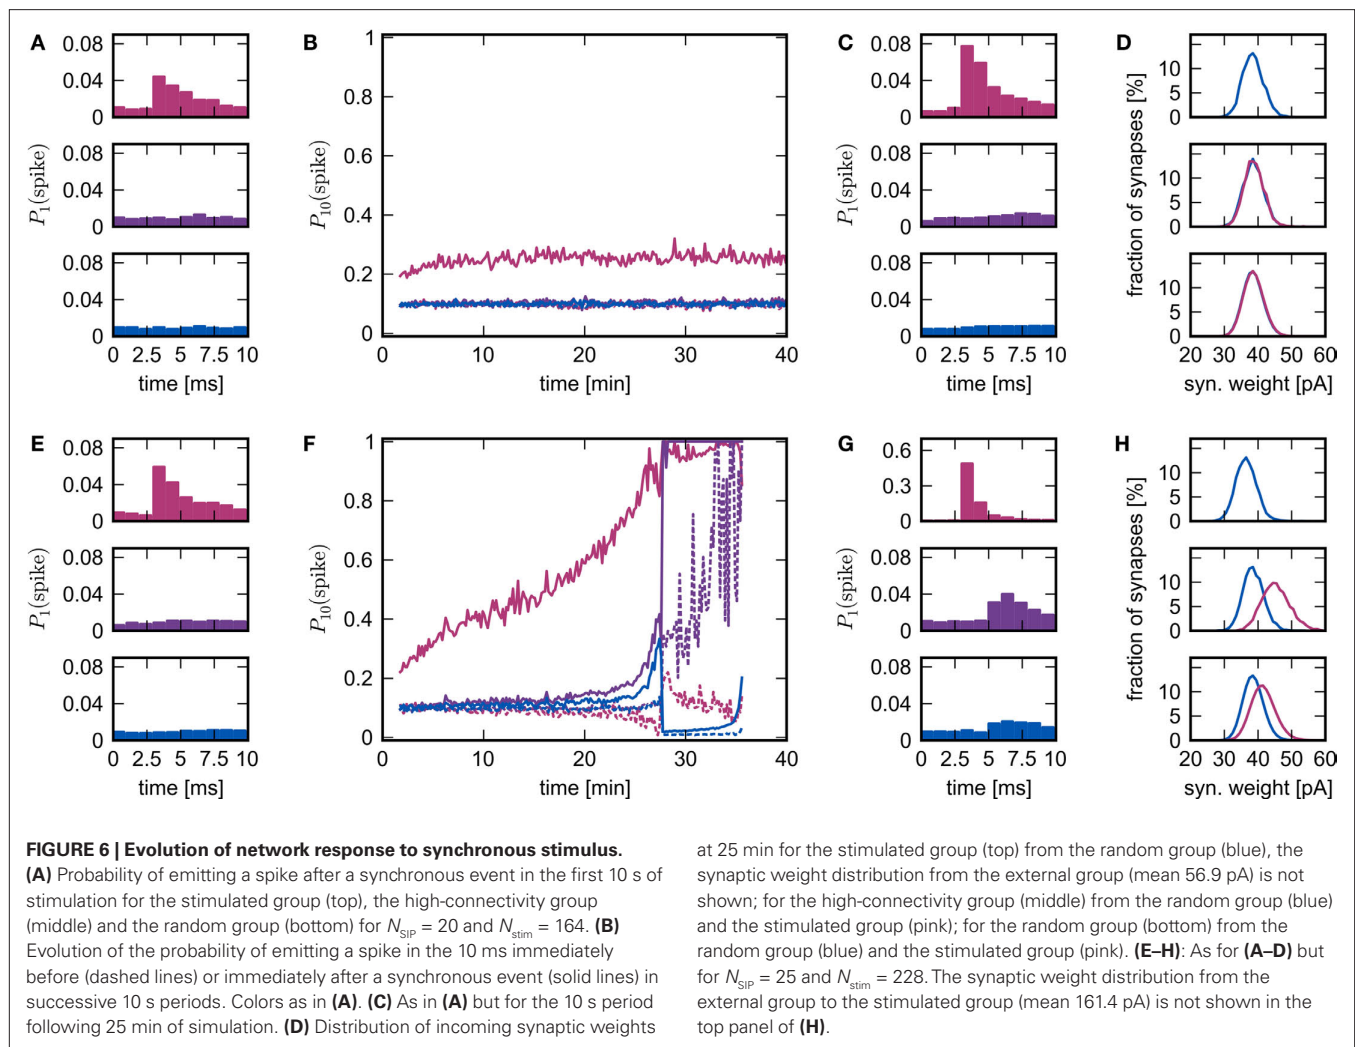 A
0.08
0.04
0
0.08
0.04
0
0.08
0.04
0
P1(spike)
0 2.5 5 7.5 10
time [ms]
B
1
0.8
0.6
0.4
0.2
0
P10(spike)
0 10 20 30 40
time [min]
C
0.08
0.04
0
0.08
0.04
0
0.08
0.04
0
P1(spike)
0 2.5 5 7.5 10
time [ms]
D
10
5
0
10
5
0
10
5
0
fraction of synapses [%]
20 30 40 50 60
syn. weight [pA]
E
0.08
0.04
0
0.08
0.04
0
0.08
0.04
0
P1(spike)
0 2.5 5 7.5 10
time [ms]
F
1
0.8
0.6
0.4
0.2
0
P10(spike)
0 10 20 30 40
time [min]
G
0.6
0.3
0
0.08
0.04
0
0.08
0.04
0
P1(spike)
0 2.5 5 7.5 10
time [ms]
H
10
5
0
10
5
0
10
5
0
fraction of synapses [%]
20 30 40 50 60
syn. weight [pA]
FIGURE 6 | Evolution of network response to synchronous stimulus.
(A) Probability of emitting a spike after a synchronous event in the first 10 s of
stimulation for the stimulated group (top), the high-connectivity group
(middle) and the random group (bottom) for NSIP = 20 and Nstim = 164. (B)
Evolution of the probability of emitting a spike in the 10 ms immediately
before (dashed lines) or immediately after a synchronous event (solid lines) in
successive 10 s periods. Colors as in (A). (C) As in (A) but for the 10 s period
following 25 min of simulation. (D) Distribution of incoming synaptic weights
at 25 min for the stimulated group (top) from the random group (blue), the
synaptic weight distribution from the external group (mean 56.9 pA) is not
shown; for the high-connectivity group (middle) from the random group (blue)
and the stimulated group (pink); for the random group (bottom) from the
random group (blue) and the stimulated group (pink). (E–H): As for (A–D) but
for NSIP = 25 and Nstim = 228. The synaptic weight distribution from the
external group to the stimulated group (mean 161.4 pA) is not shown in the
top panel of (H).